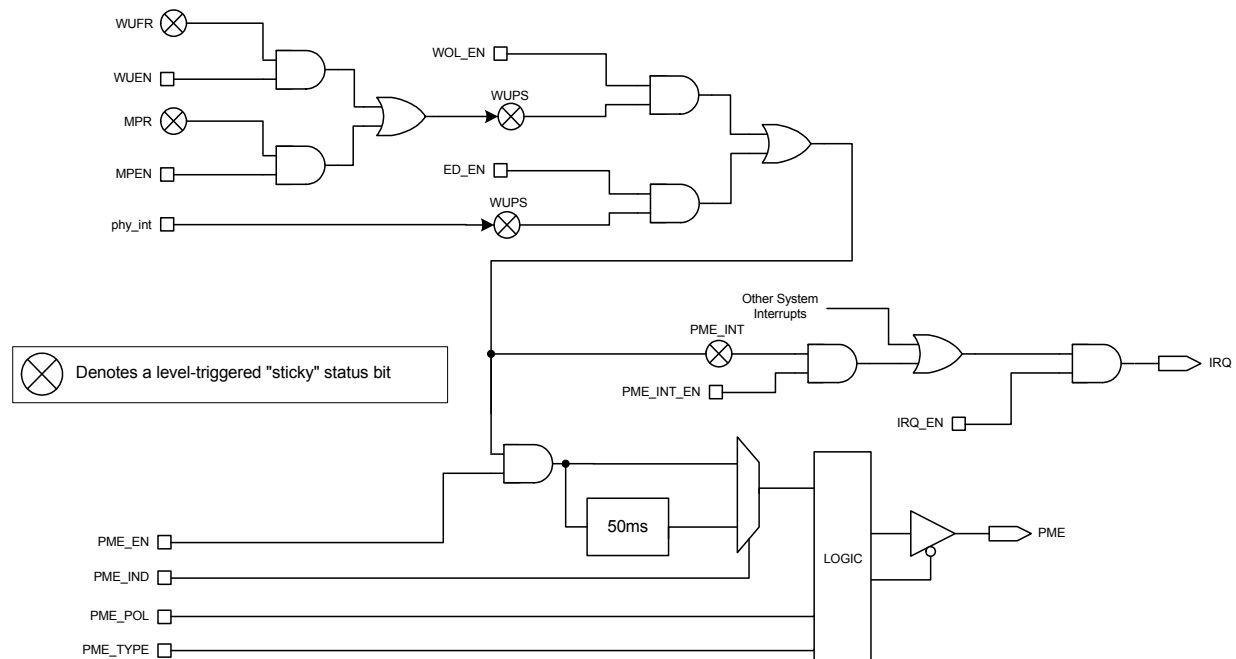 WUFR
WUEN
MPR
MPEN
phy_int
WOL_EN
WUPS
ED_EN
WUPS
Other System
Interrupts
PME_INT
PME_INT_EN
IRQ_EN
IRQ
Denotes a level-triggered "sticky" status bit
50ms
LOGIC
PME
PME_EN
PME_IND
PME_POL
PME_TYPE